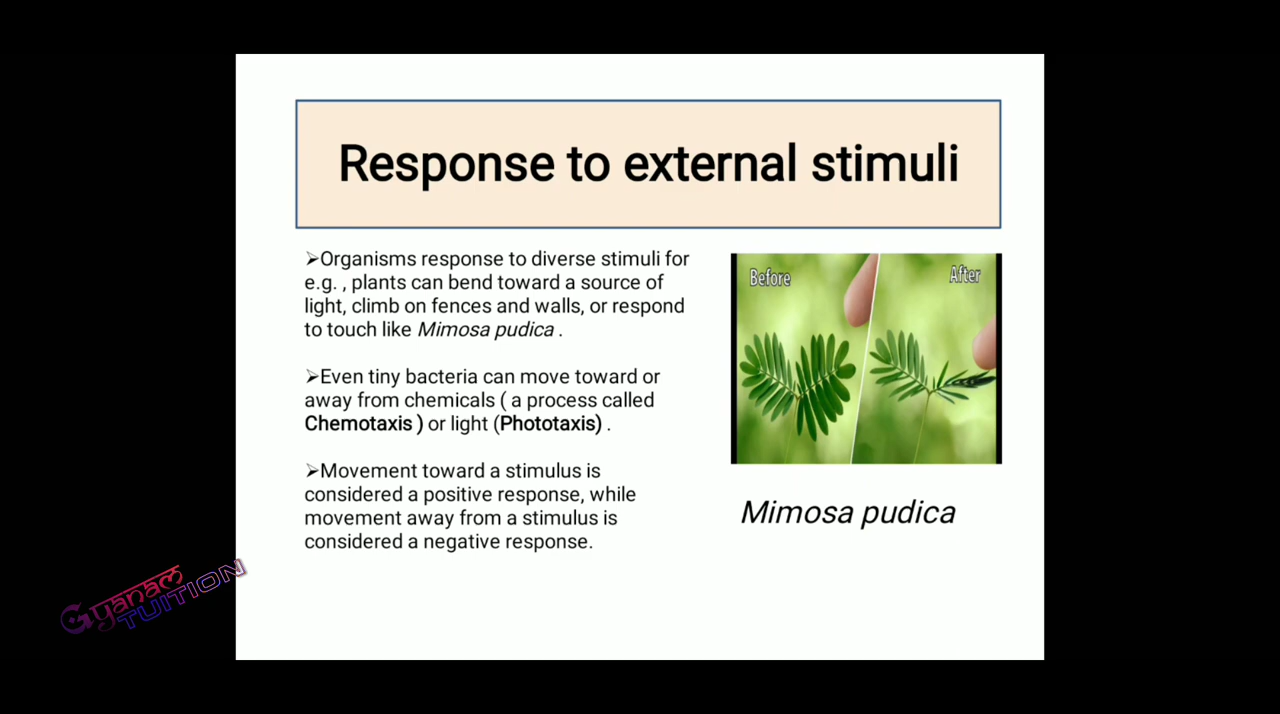 Response to external stimuli
➢Organisms response to diverse stimuli for
e.g. , plants can bend toward a source of
light, climb on fences and walls, or respond
to touch like Mimosa pudica .
➢Even tiny bacteria can move toward or
away from chemicals ( a process called
Chemotaxis ) or light (Phototaxis) .
➢Movement toward a stimulus is
considered a positive response, while
movement away from a stimulus is
considered a negative response.
Before
After
Mimosa pudica
Gyanam
TUITION